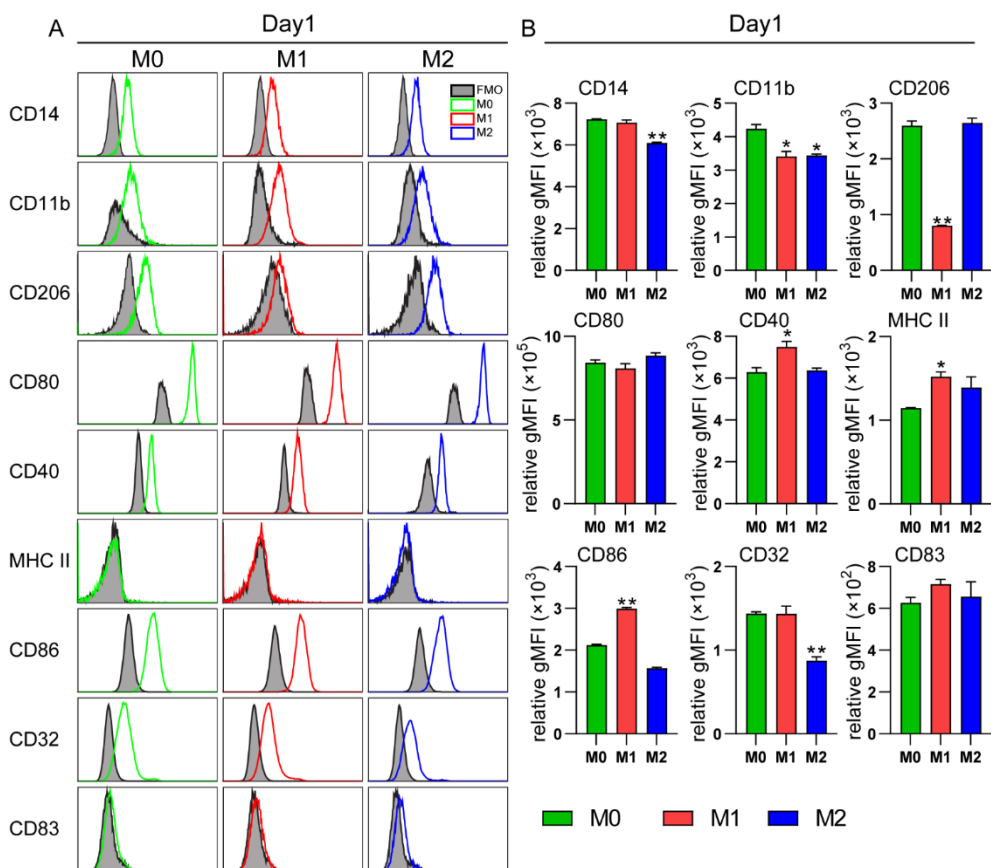 A
Day1
M0
M1
M2
CD14
CD11b
CD206
CD80
CD40
MHC II
CD86
CD32
CD83
FMO
M0
M1
M2
B
Day1
CD14
relative gMFI (×10³)
8
6
4
2
0
**
M0 M1 M2
CD11b
relative gMFI (×10³)
5
4
3
2
1
0
* *
M0 M1 M2
CD206
relative gMFI (×10³)
3
2
1
0
**
M0 M1 M2
CD80
relative gMFI (×10⁵)
10
8
6
4
2
0
M0 M1 M2
CD40
relative gMFI (×10³)
8
6
4
2
0
*
M0 M1 M2
MHC II
relative gMFI (×10³)
2
1
0
*
M0 M1 M2
CD86
relative gMFI (×10³)
4
3
2
1
0
**
M0 M1 M2
CD32
relative gMFI (×10³)
2
1
0
**
M0 M1 M2
CD83
relative gMFI (×10²)
8
6
4
2
0
M0 M1 M2
M0 M1 M2